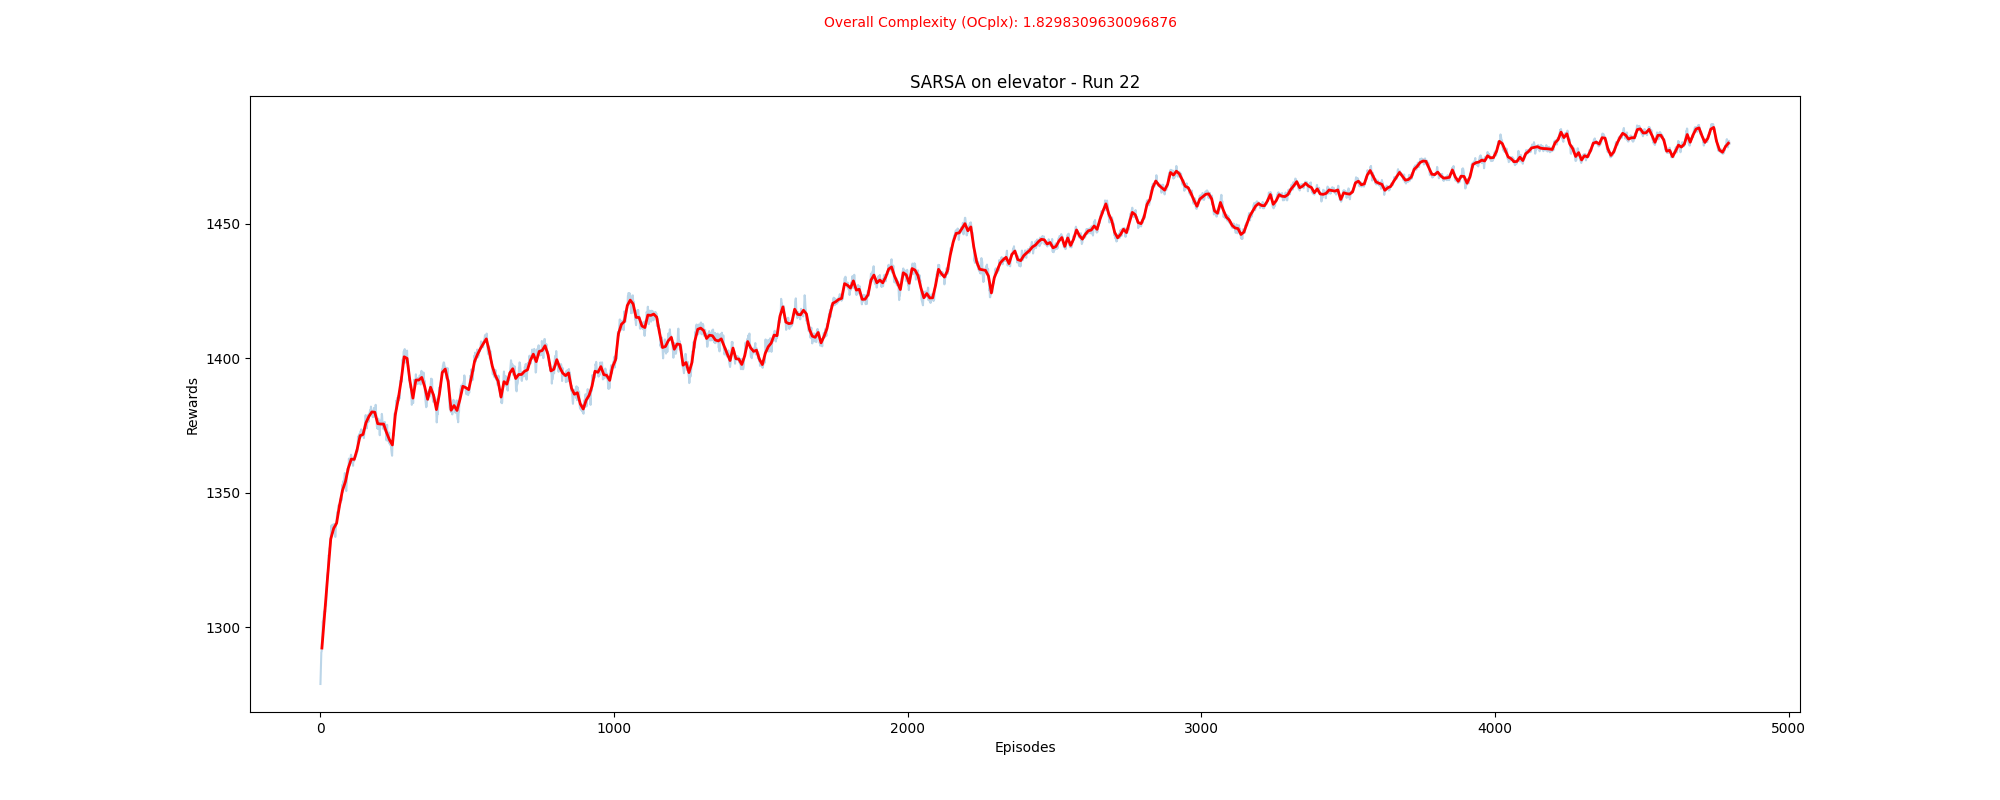 Overall Complexity (OCplx): 1.8298309630096876
SARSA on elevator - Run 22
Rewards
1450
1400
1350
1300
0 1000 2000 3000 4000 5000
Episodes